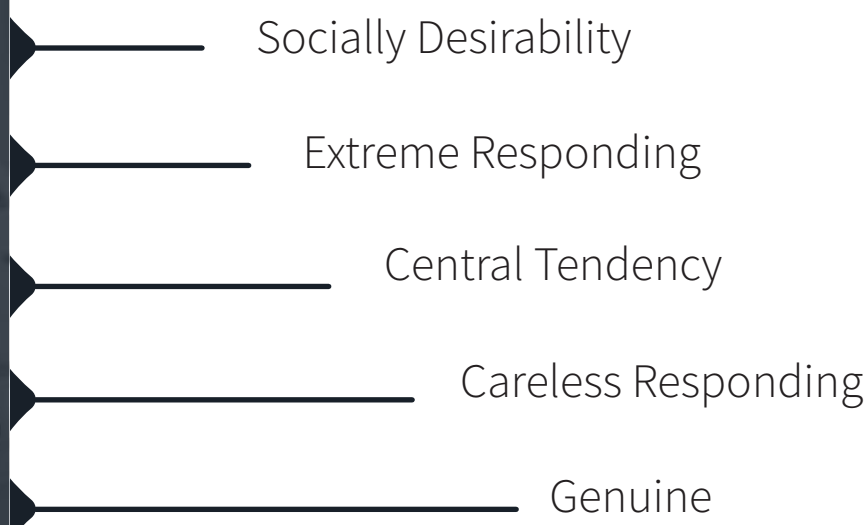 Socially Desirability
Extreme Responding
Central Tendency
Careless Responding
Genuine